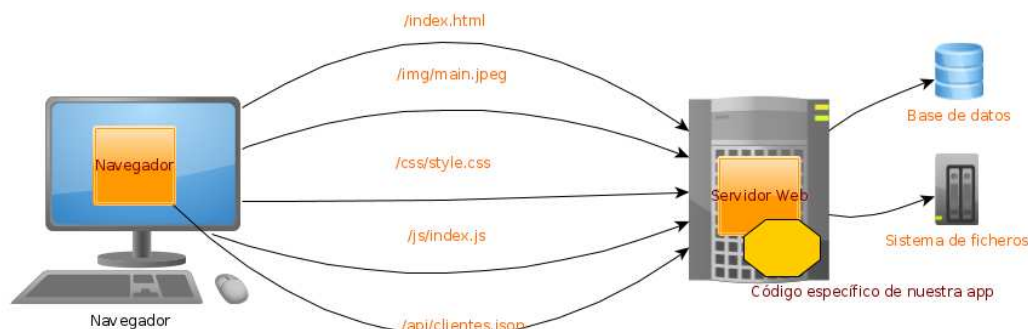 /index.html
/img/main.jpeg
Base de datos
Navegador
/css/style.css
Servidor Web
/js/index.js
Sistema de ficheros
Código específico de nuestra app
Navegador
/api/clientes.json